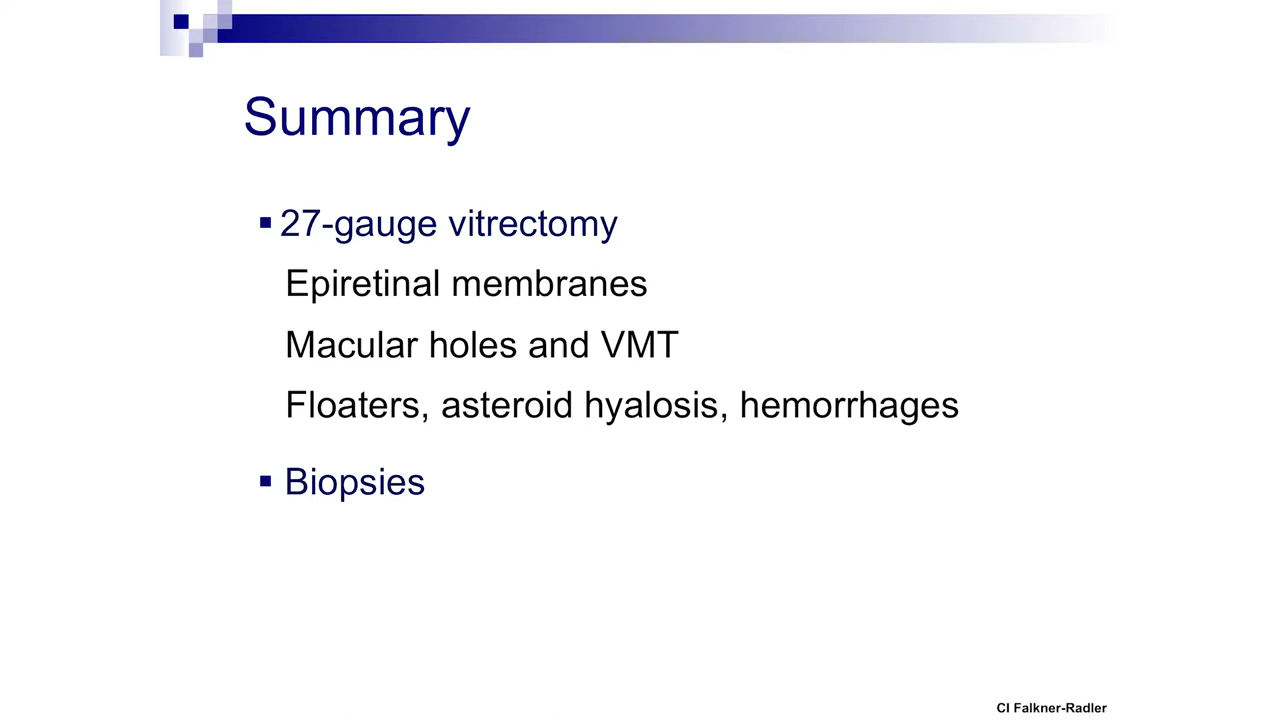 Summary
▪ 27-gauge vitrectomy
Epiretinal membranes
Macular holes and VMT
Floaters, asteroid hyalosis, hemorrhages
▪ Biopsies
CI Falkner-Radler